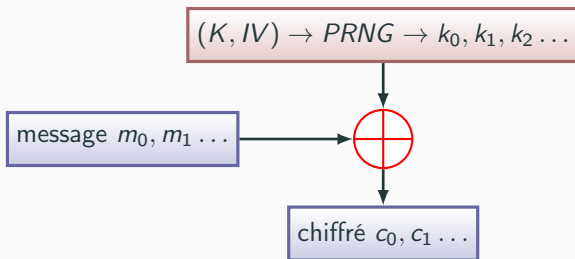 (K, IV) → PRNG → k₀, k₁, k₂ …
message m₀, m₁ …
chiffré c₀, c₁ …